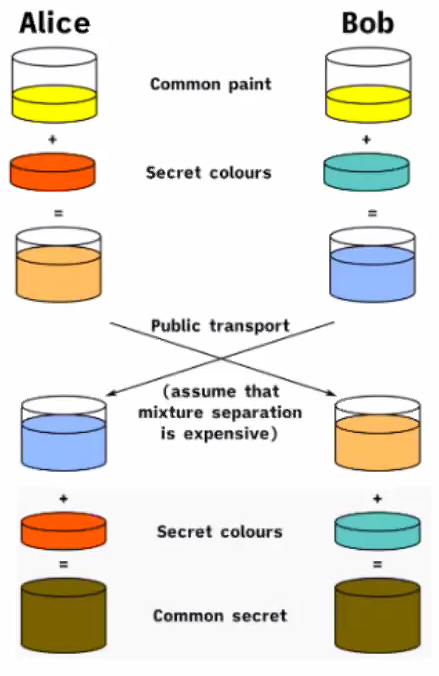 Alice Bob
Common paint
+ +
Secret colours
= =
Public transport
(assume that
mixture separation
is expensive)
+ +
Secret colours
= =
Common secret